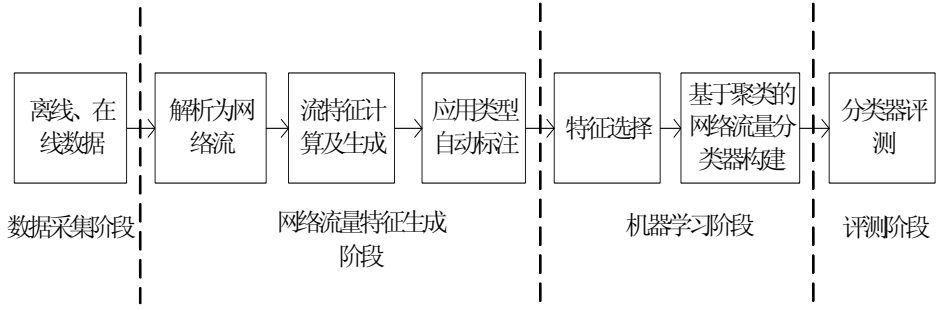 离线、在
线数据
解析为网
络流
流特征计
算及生成
应用类型
自动标注
特征选择
基于聚类的
网络流量分
类器构建
分类器评
测
数据采集阶段
网络流量特征生成
阶段
机器学习阶段
评测阶段